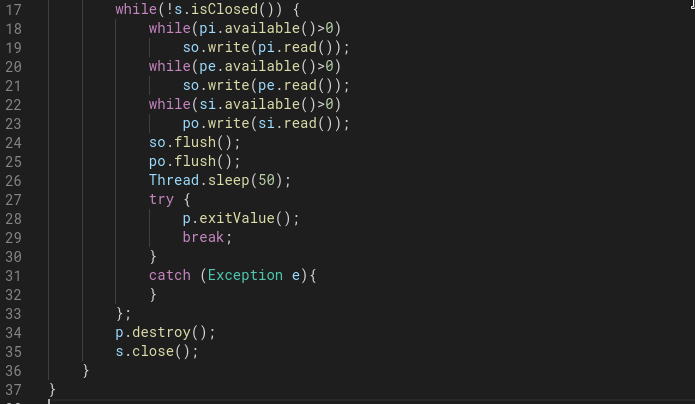 17        while(!s.isClosed()) {
18            while(pi.available()>0)
19                so.write(pi.read());
20            while(pe.available()>0)
21                so.write(pe.read());
22            while(si.available()>0)
23                po.write(si.read());
24            so.flush();
25            po.flush();
26            Thread.sleep(50);
27            try {
28                p.exitValue();
29                break;
30            }
31            catch (Exception e){
32            }
33        };
34        p.destroy();
35        s.close();
36    }
37 }